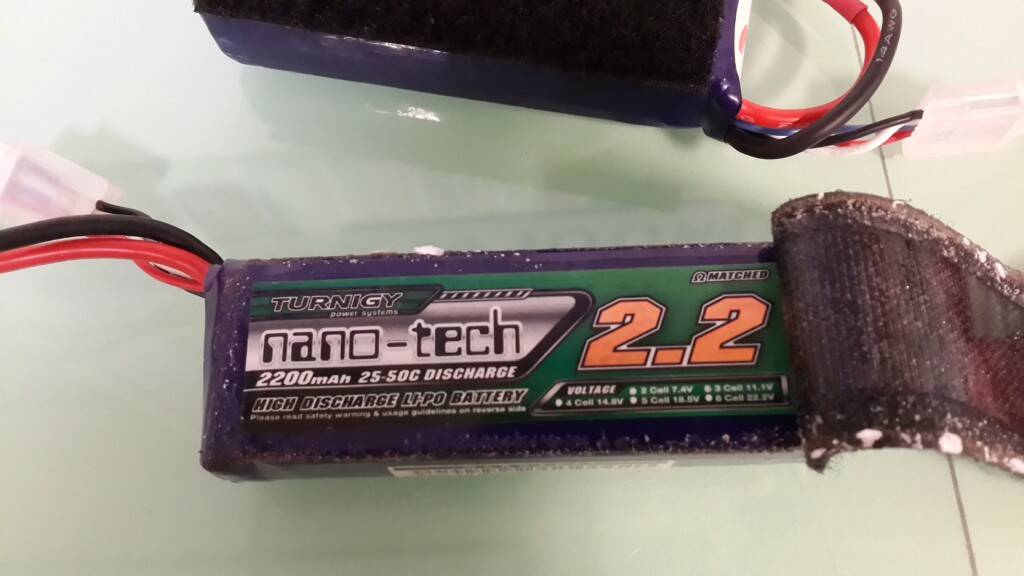 14AWG
Ω MATCHED
TURNIGY
power systems
nano-tech
2.2
2200mAh 25-50C DISCHARGE
HIGH DISCHARGE LI-PO BATTERY
Please read safety warning & usage guidelines on reverse side
VOLTAGE 2 Cell 7.4V 3 Cell 11.1V
4 Cell 14.8V 5 Cell 18.5V 6 Cell 22.2V